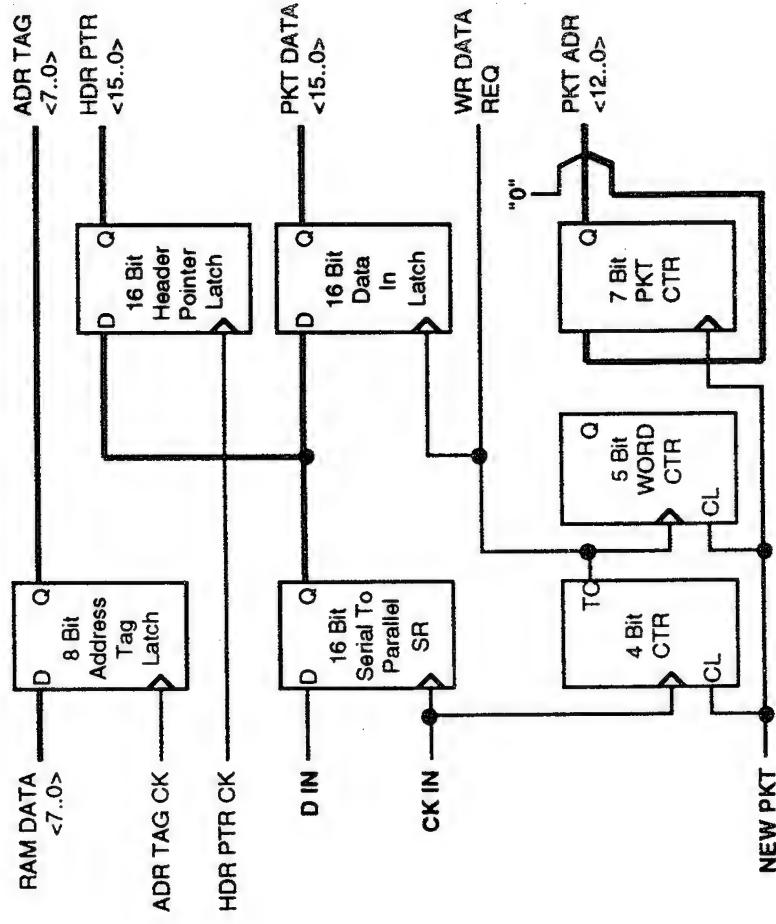 RAM DATA
<7..0>
ADR TAG CK
HDR PTR CK
D IN
CK IN
NEW PKT
D
Q
8 Bit
Address
Tag
Latch
D
Q
16 Bit
Serial To
Parallel
SR
TC
4 Bit
CTR
CL
D
Q
16 Bit
Header
Pointer
Latch
D
Q
16 Bit
Data
In
Latch
Q
5 Bit
WORD
CTR
CL
Q
7 Bit
PKT
CTR
"0"
ADR TAG
<7..0>
HDR PTR
<15..0>
PKT DATA
<15..0>
WR DATA
REQ
PKT ADR
<12..0>